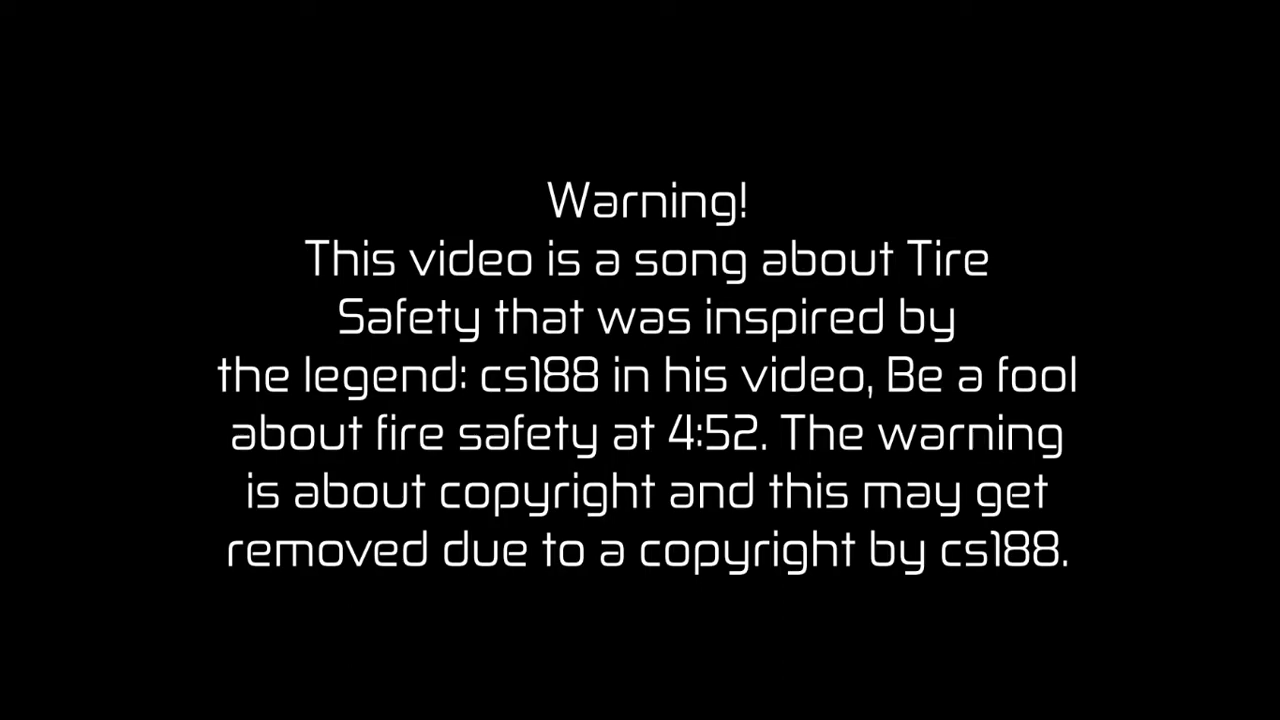 Warning!
This video is a song about Tire
Safety that was inspired by
the legend: cs188 in his video, Be a fool
about fire safety at 4:52. The warning
is about copyright and this may get
removed due to a copyright by cs188.